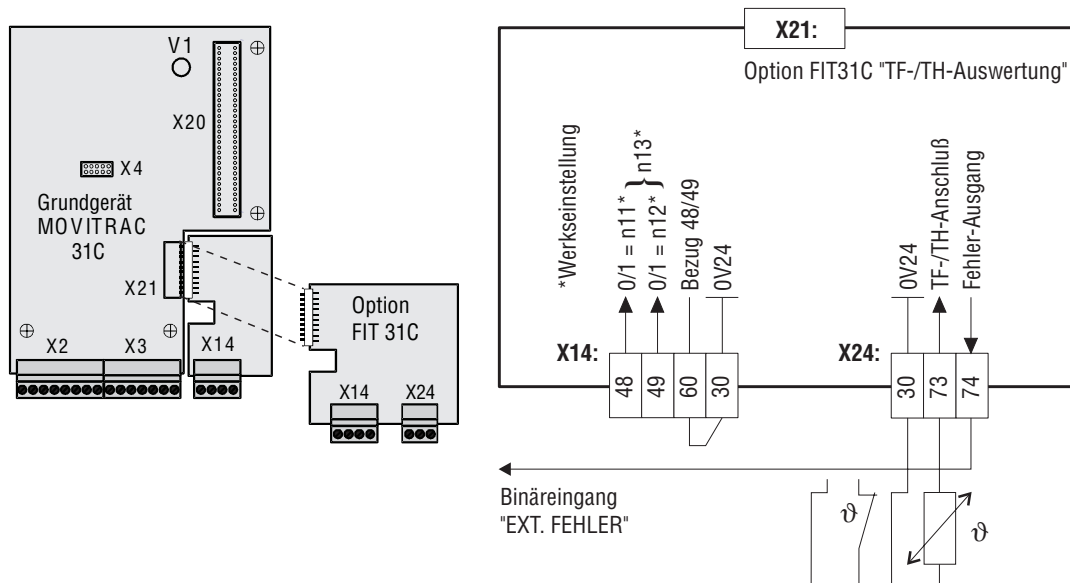 V1
X20
X4
Grundgerät
MOVITRAC
31C
X21
X2
X3
X14
Option
FIT 31C
X14
X24
X21:
Option FIT31C "TF-/TH-Auswertung"
*Werkseinstellung
0/1 = n11*
0/1 = n12*
} n13*
Bezug 48/49
0V24
0V24
TF-/TH-Anschluß
Fehler-Ausgang
X14:
48
49
60
30
X24:
30
73
74
Binäreingang
"EXT. FEHLER"
ϑ
ϑ